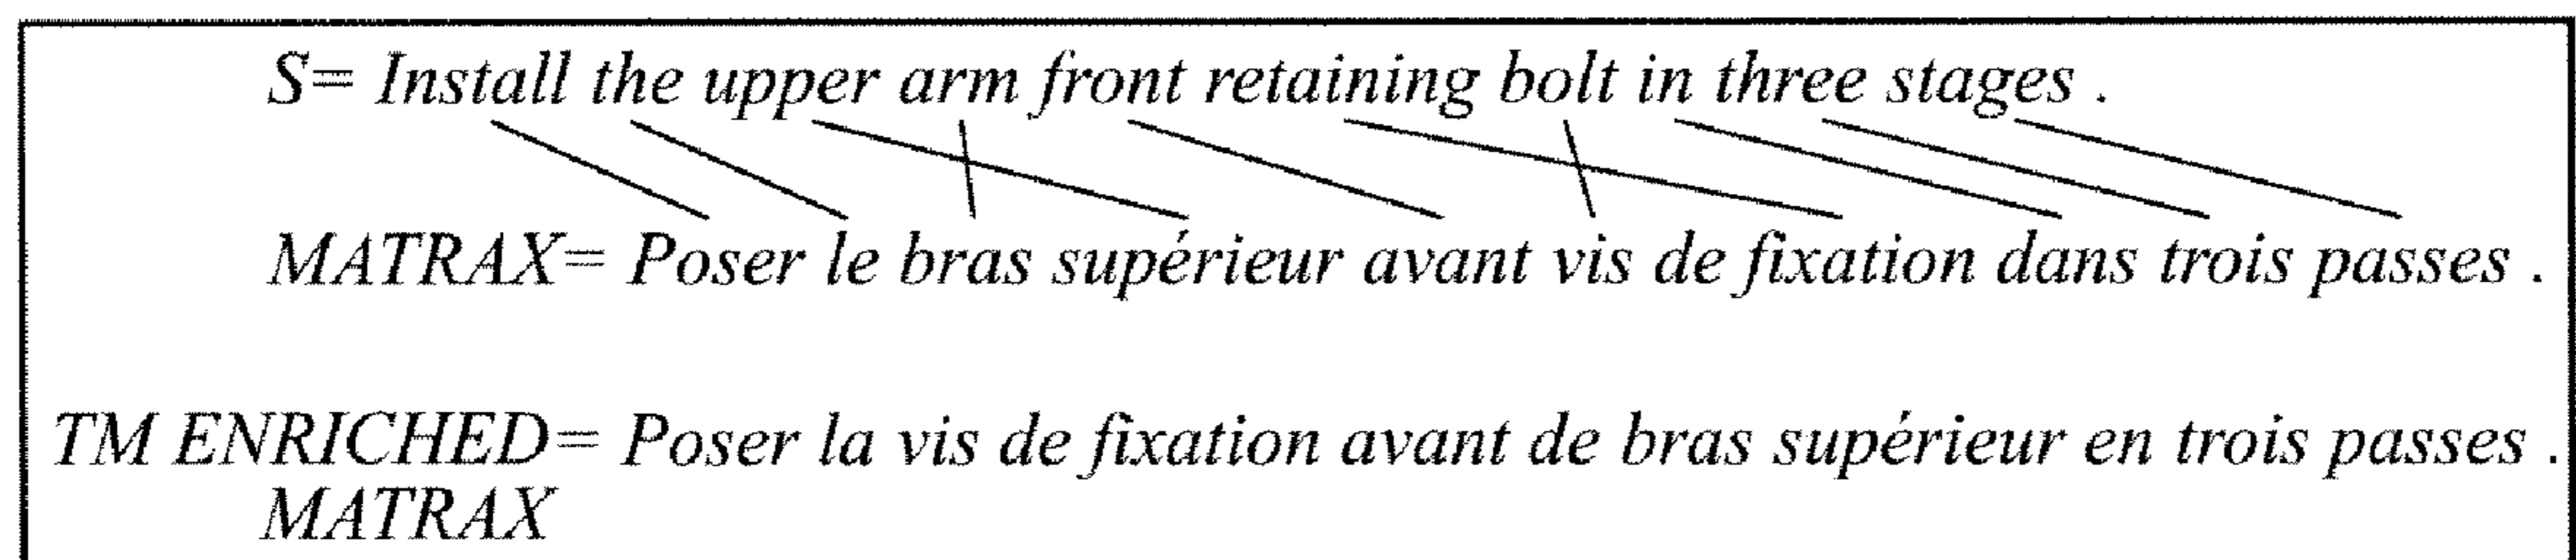 S= Install the upper arm front retaining bolt in three stages .
MATRAX= Poser le bras supérieur avant vis de fixation dans trois passes .
TM ENRICHED= Poser la vis de fixation avant de bras supérieur en trois passes .
MATRAX